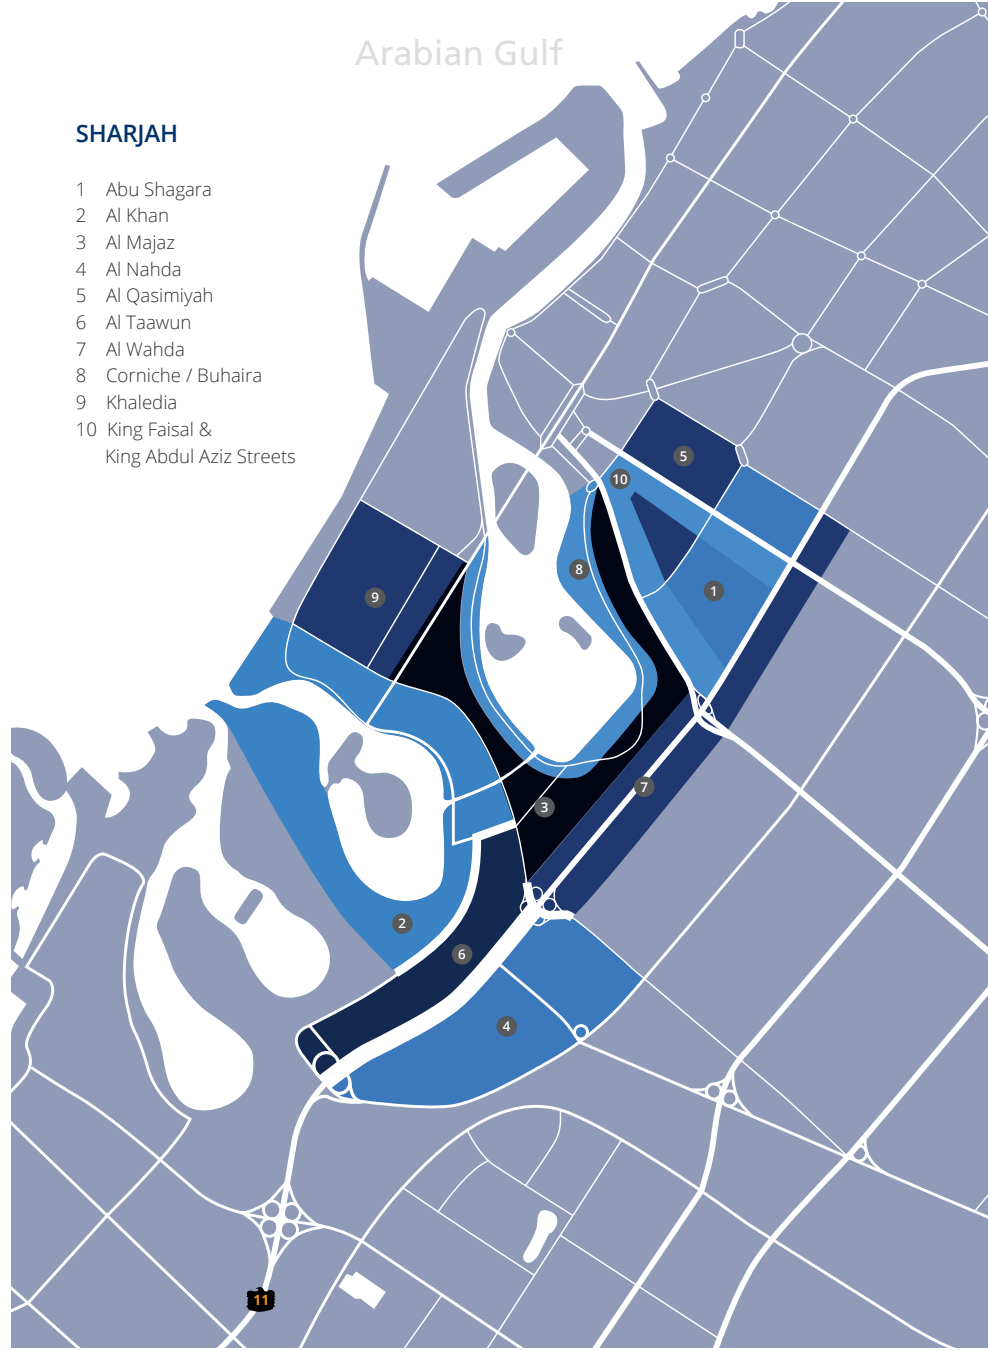 Arabian Gulf
SHARJAH
1 Abu Shagara
2 Al Khan
3 Al Majaz
4 Al Nahda
5 Al Qasimiyah
6 Al Taawun
7 Al Wahda
8 Corniche / Buhaira
9 Khaledia
10 King Faisal &
King Abdul Aziz Streets
5
10
8
1
9
7
3
2
6
4
11